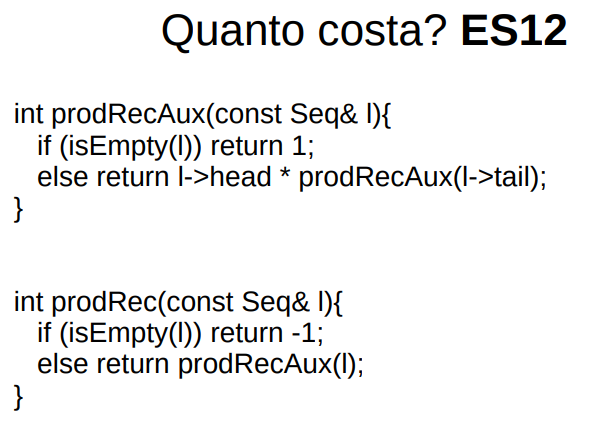 Quanto costa? ES12
int prodRecAux(const Seq& l){
if (isEmpty(l)) return 1;
else return l->head * prodRecAux(l->tail);
}
int prodRec(const Seq& l){
if (isEmpty(l)) return -1;
else return prodRecAux(l);
}